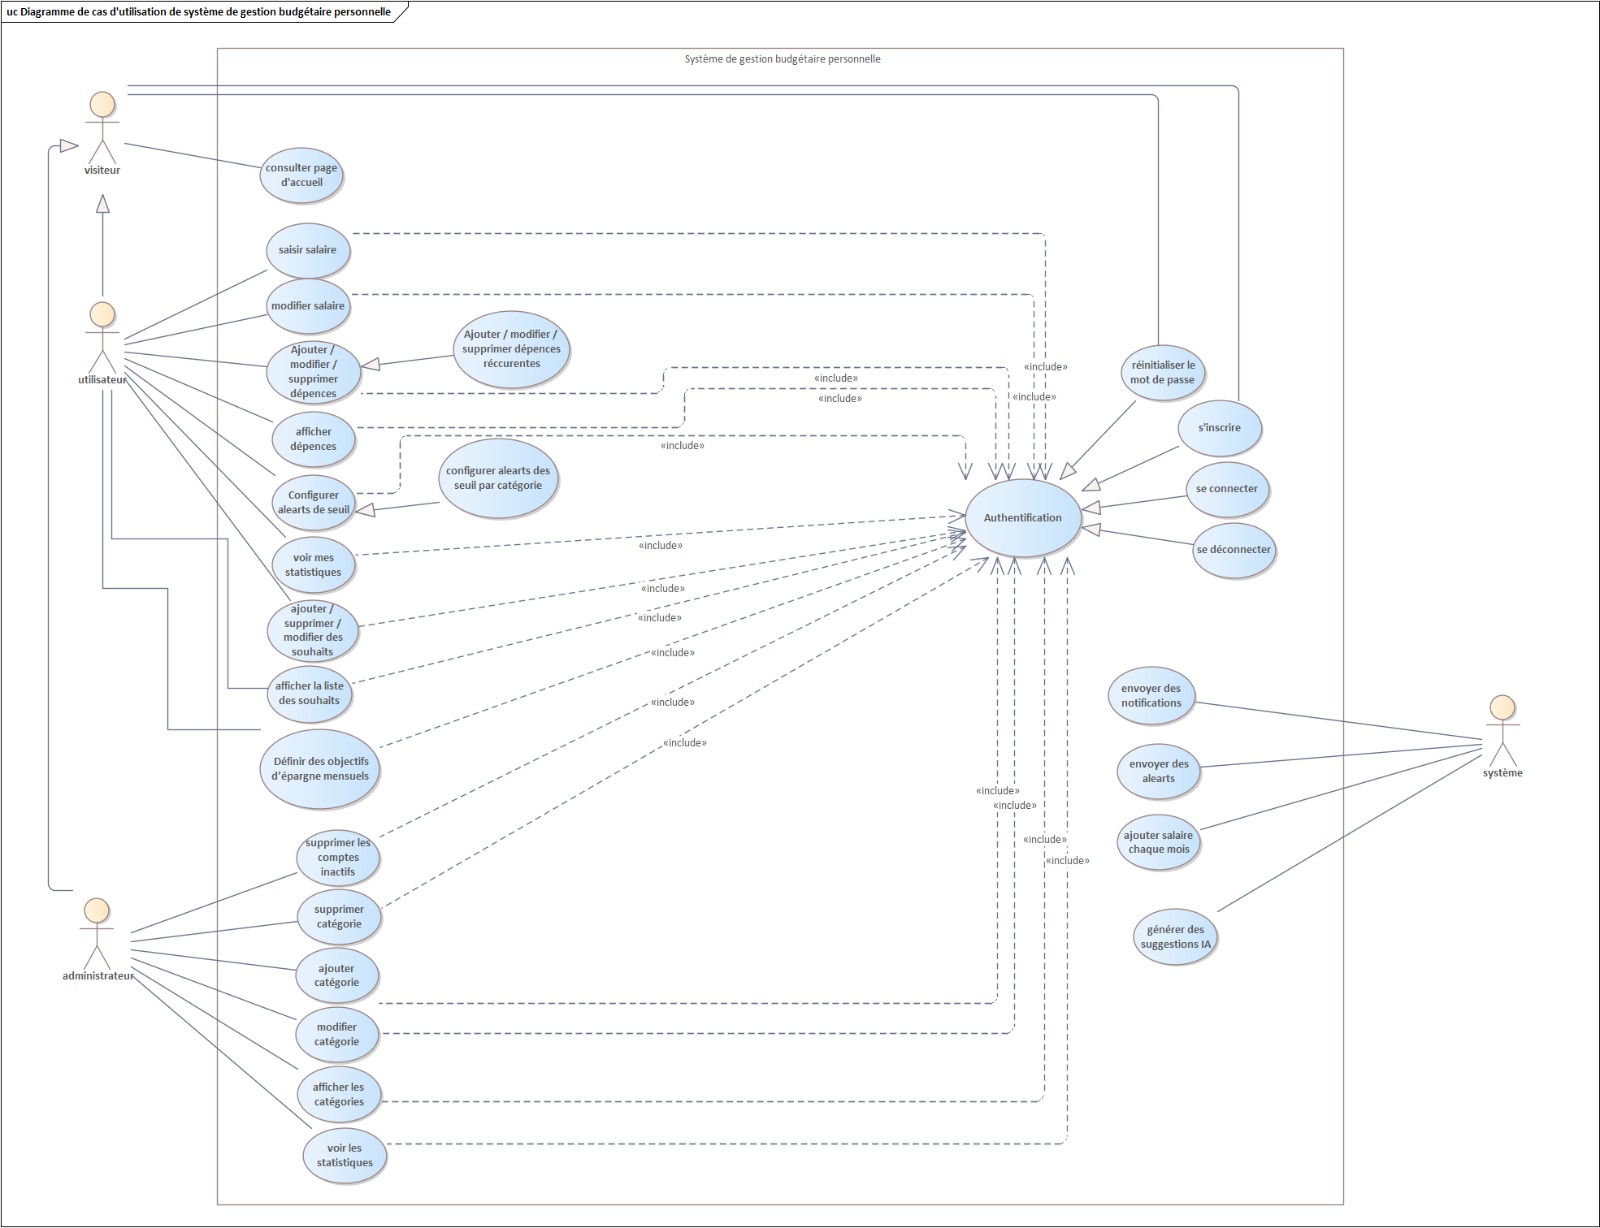 uc Diagramme de cas d'utilisation de système de gestion budgétaire personnelle
Système de gestion budgétaire personnelle
visiteur
consulter page
d'accueil
saisir salaire
modifier salaire
utilisateur
Ajouter /
modifier /
supprimer
dépences
Ajouter / modifier /
supprimer dépences
réccurentes
«include»
«include»
«include»
«include»
réinitialiser le
mot de passe
s'inscrire
afficher
dépences
«include»
configurer alearts des
seuil par catégorie
Configurer
alearts de seuil
se connecter
Authentification
se déconnecter
voir mes
statistiques
«include»
ajouter /
supprimer /
modifier des
souhaits
«include»
«include»
afficher la liste
des souhaits
«include»
«include»
«include»
Définir des objectifs
d'épargne mensuels
envoyer des
notifications
système
envoyer des
alearts
«include»
«include»
ajouter salaire
chaque mois
«include»
«include»
générer des
suggestions IA
supprimer les
comptes
inactifs
supprimer
catégorie
administrateur
ajouter
catégorie
modifier
catégorie
afficher les
catégories
voir les
statistiques